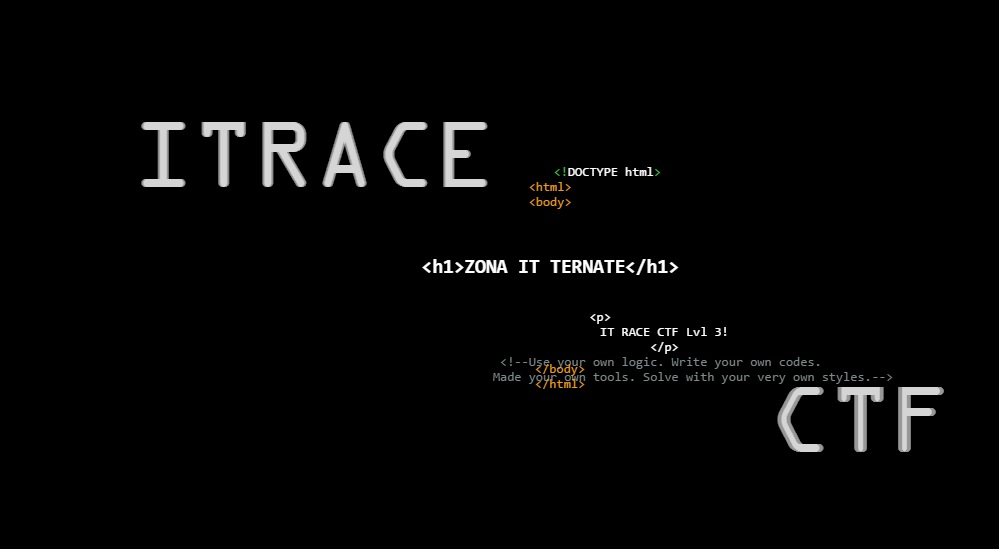 ITRACE
<!DOCTYPE html>
<html>
<body>
<h1>ZONA IT TERNATE</h1>
<p>
IT RACE CTF Lvl 3!
</p>
<!--Use your own logic. Write your own codes.
</body>
Made your own tools. Solve with your very own styles.-->
</html>
CTF